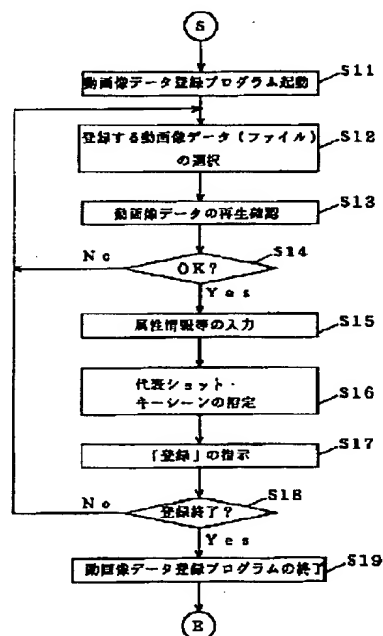 S
動画像データ登録プログラム起動
S11
登録する動画像データ(ファイル)
の選択
S12
動画像データの再生確認
S13
OK?
S14
No
Yes
属性情報等の入力
S15
代表ショット・
キーシーンの指定
S16
「登録」の指示
S17
登録終了?
S18
No
Yes
動画像データ登録プログラムの終了
S19
E